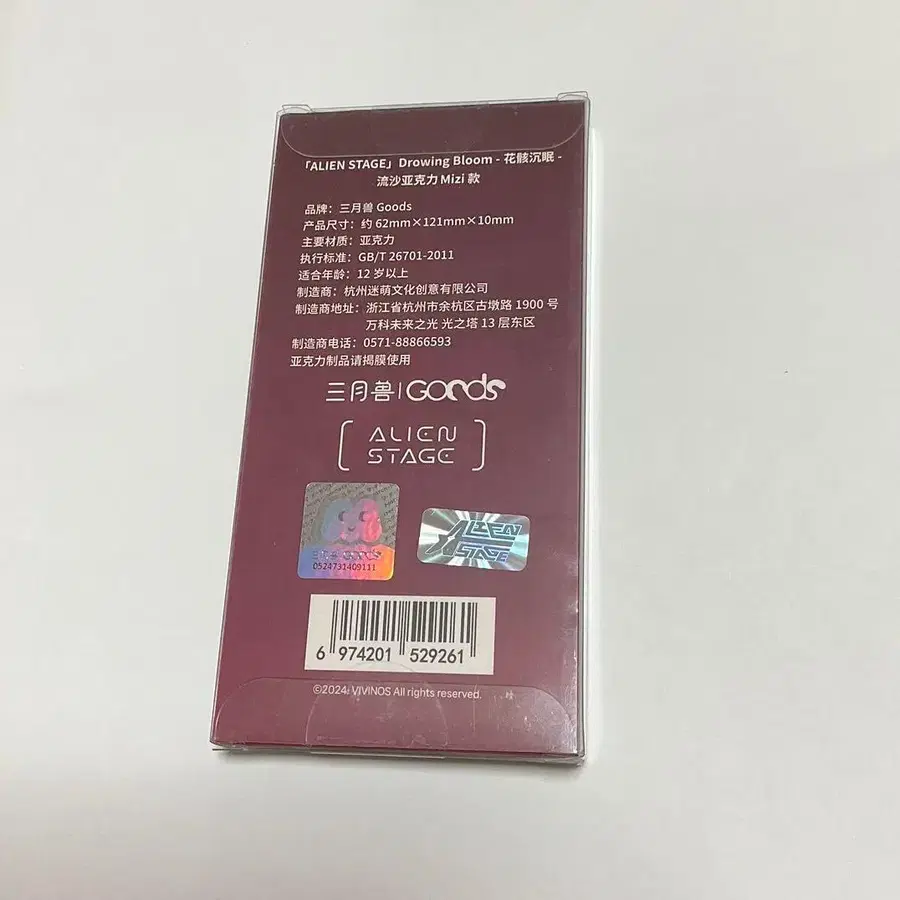 「ALIEN STAGE」Drowing Bloom - 花骸沉眠 -
流沙亚克力 Mizi 款
品牌：三月兽 Goods
产品尺寸：约 62mm×121mm×10mm
主要材质：亚克力
执行标准：GB/T 26701-2011
适合年龄：12 岁以上
制造商：杭州迷萌文化创意有限公司
制造商地址：浙江省杭州市余杭区古墩路 1900 号
万科未来之光 光之塔 13 层东区
制造商电话：0571-88866593
亚克力制品请揭膜使用
三月兽 | Goods
ALIEN
STAGE
三月兽 Goods
0524731409111
ALIEN
STAGE
6 974201 529261
©2024. VIVINOS All rights reserved.